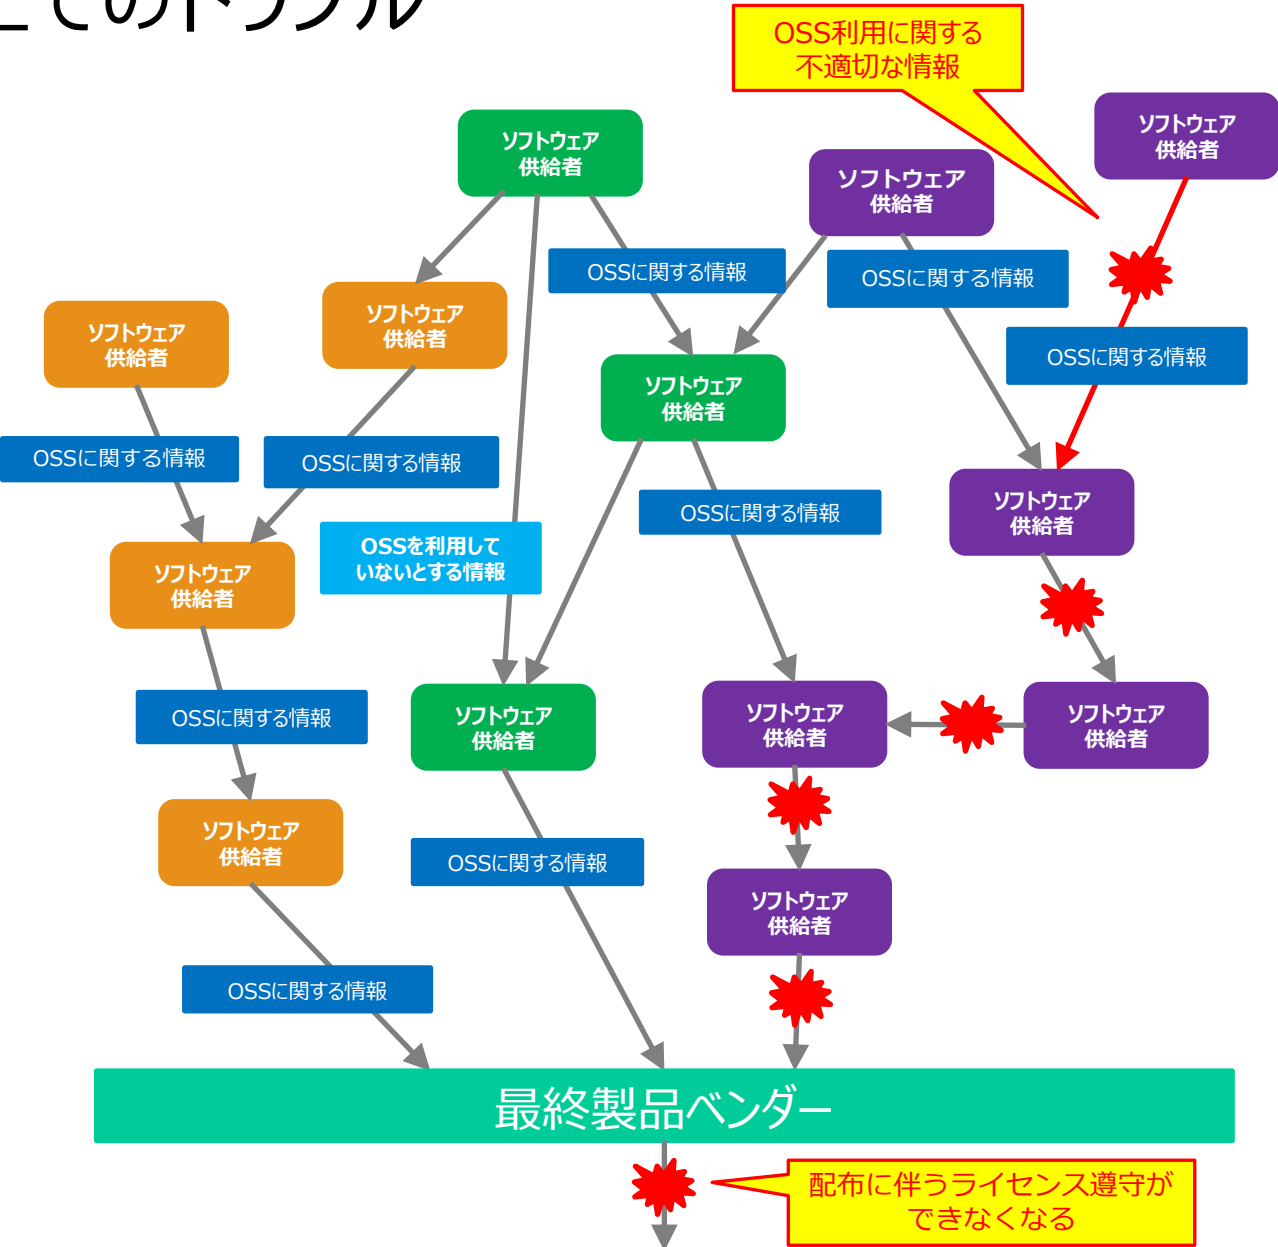 上でのトラブル
OSS利用に関する
不適切な情報
ソフトウェア
供給者
ソフトウェア
供給者
ソフトウェア
供給者
OSSに関する情報
OSSに関する情報
ソフトウェア
供給者
ソフトウェア
供給者
OSSに関する情報
ソフトウェア
供給者
OSSに関する情報
OSSに関する情報
ソフトウェア
供給者
OSSに関する情報
OSSを利用して
いないとする情報
ソフトウェア
供給者
OSSに関する情報
ソフトウェア
供給者
ソフトウェア
供給者
ソフトウェア
供給者
ソフトウェア
供給者
OSSに関する情報
ソフトウェア
供給者
OSSに関する情報
最終製品ベンダー
配布に伴うライセンス遵守が
できなくなる